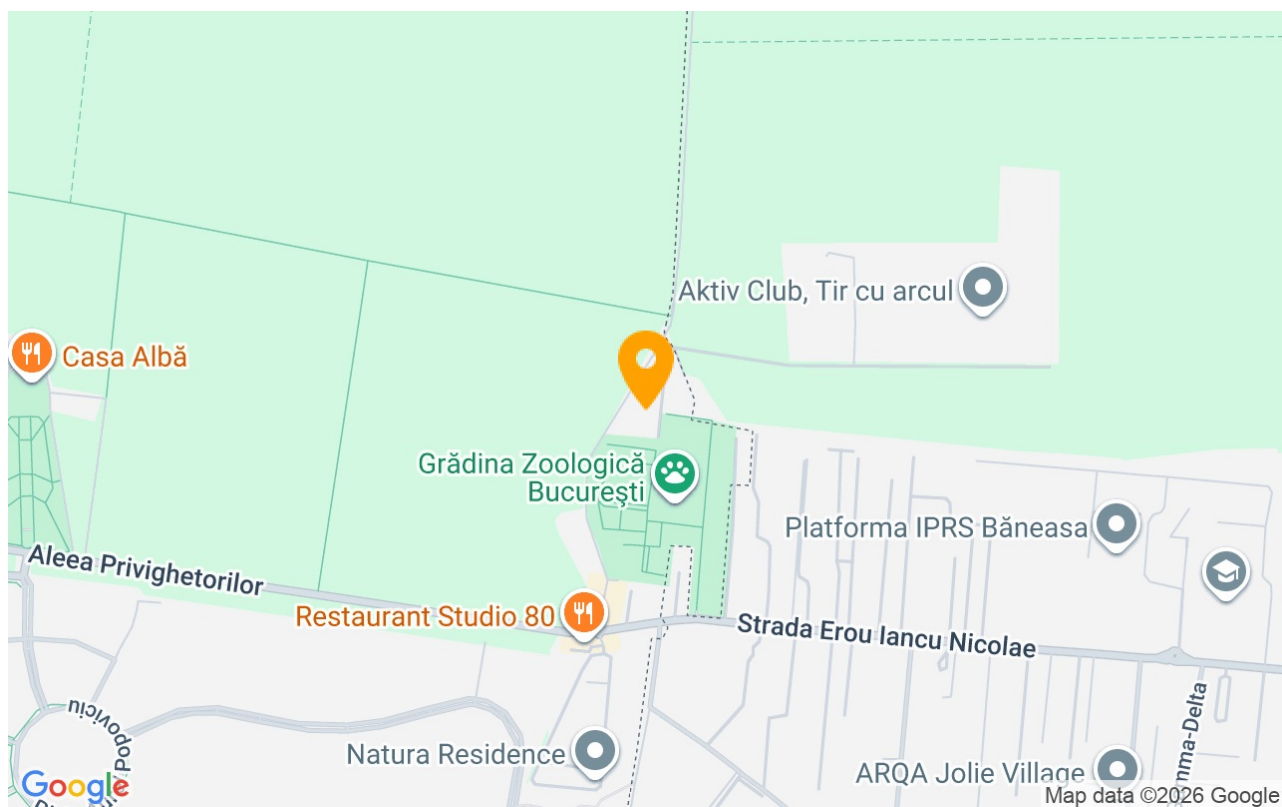 Aktiv Club, Tir cu arcul
Casa Albă
Grădina Zoologică
București
Platforma IPRS Băneasa
Aleea Privighetorilor
Restaurant Studio 80
Strada Erou Iancu Nicolae
Popoviciu
Natura Residence
ARQA Jolie Village
Google
Map data ©2026 Google